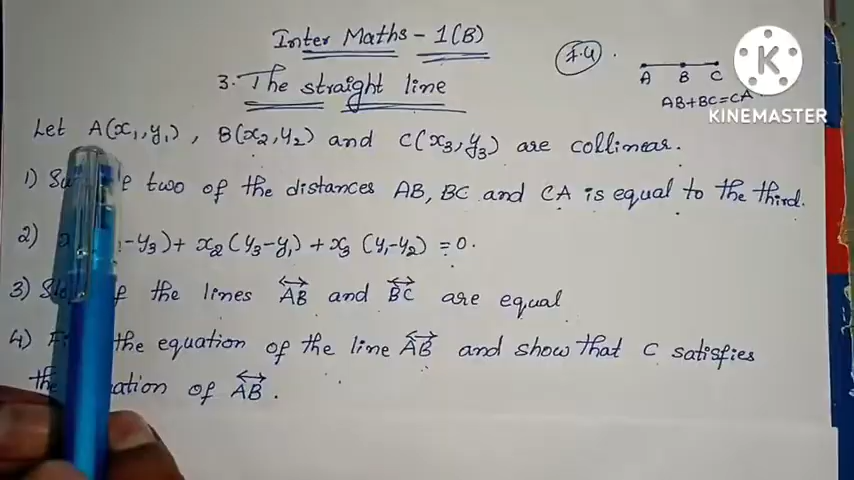 Inter Maths - 1(B)
7.4.
3. The straight line
A B C
AB+BC=CA
K
KINEMASTER
Let A(x₁,y₁), B(x₂,y₂) and C(x₃,y₃) are collinear.
1) two of the distances AB, BC and CA is equal to the third.
2) -y₃)+ x₂(y₃-y₁)+x₃(y₁-y₂)=0.
3) the lines AB and BC are equal
4) the equation of the line AB and show that C satisfies
of AB.